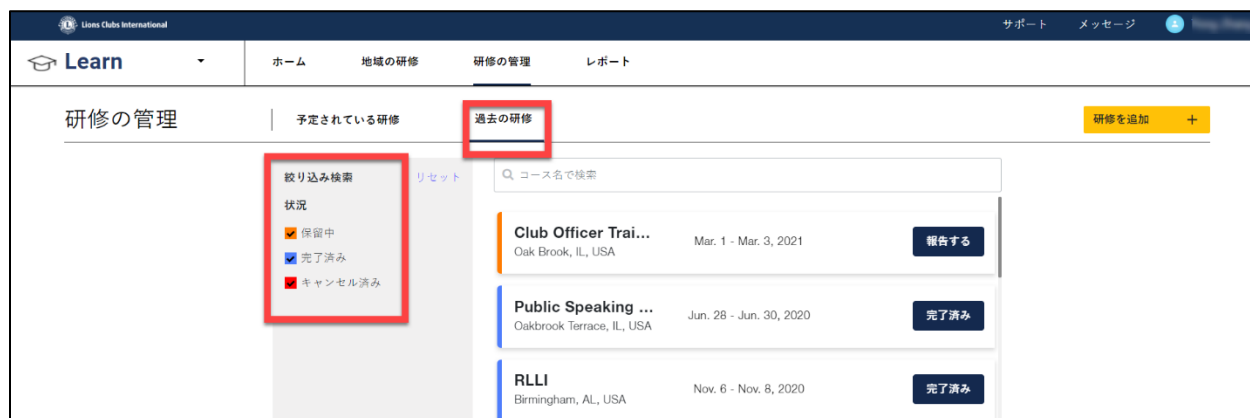 Lions Clubs International
サポート メッセージ
Learn ホーム 地域の研修 研修の管理 レポート
研修の管理 予定されている研修 過去の研修 研修を追加 +
絞り込み検索 リセット
状況
保留中
完了済み
キャンセル済み
コース名で検索
Club Officer Trai... Mar. 1 - Mar. 3, 2021 報告する
Oak Brook, IL, USA
Public Speaking ... Jun. 28 - Jun. 30, 2020 完了済み
Oakbrook Terrace, IL, USA
RLLI Nov. 6 - Nov. 8, 2020 完了済み
Birmingham, AL, USA